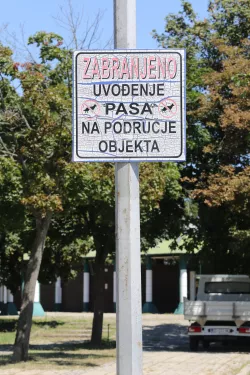 ZABRANJENO
UVOĐENJE
PASA
NA PODRUČJE
OBJEKTA